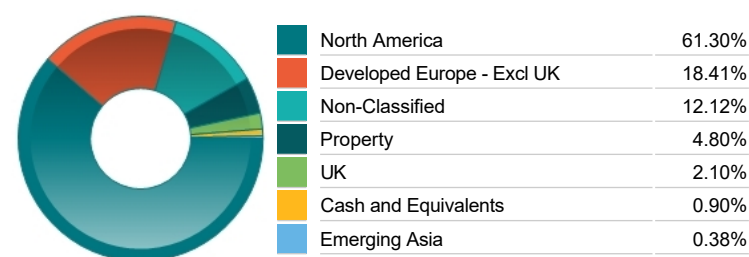 North America 61.30%
Developed Europe - Excl UK 18.41%
Non-Classified 12.12%
Property 4.80%
UK 2.10%
Cash and Equivalents 0.90%
Emerging Asia 0.38%